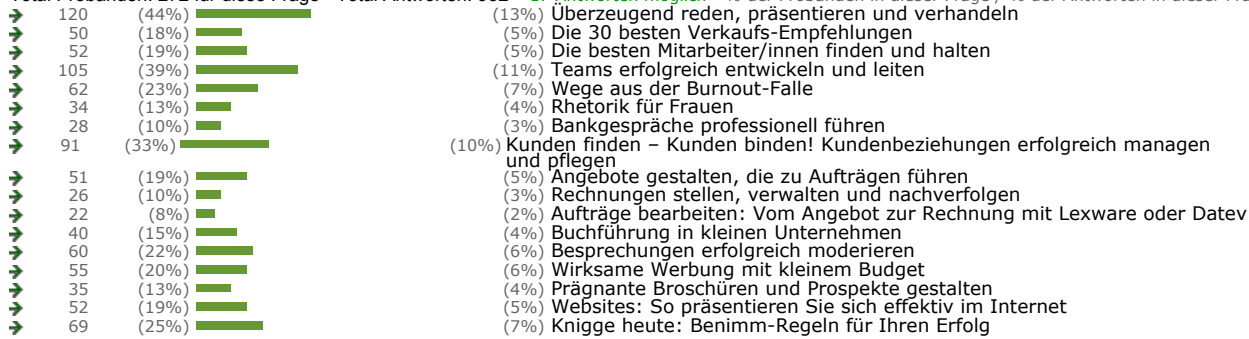 120 (44%) (13%) Überzeugend reden, präsentieren und verhandeln
50 (18%) (5%) Die 30 besten Verkaufs-Empfehlungen
52 (19%) (5%) Die besten Mitarbeiter/innen finden und halten
105 (39%) (11%) Teams erfolgreich entwickeln und leiten
62 (23%) (7%) Wege aus der Burnout-Falle
34 (13%) (4%) Rhetorik für Frauen
28 (10%) (3%) Bankgespräche professionell führen
91 (33%) (10%) Kunden finden – Kunden binden! Kundenbeziehungen erfolgreich managen
und pflegen
51 (19%) (5%) Angebote gestalten, die zu Aufträgen führen
26 (10%) (3%) Rechnungen stellen, verwalten und nachverfolgen
22 (8%) (2%) Aufträge bearbeiten: Vom Angebot zur Rechnung mit Lexware oder Datev
40 (15%) (4%) Buchführung in kleinen Unternehmen
60 (22%) (6%) Besprechungen erfolgreich moderieren
55 (20%) (6%) Wirksame Werbung mit kleinem Budget
35 (13%) (4%) Prägnante Broschüren und Prospekte gestalten
52 (19%) (5%) Websites: So präsentieren Sie sich effektiv im Internet
69 (25%) (7%) Knigge heute: Benimm-Regeln für Ihren Erfolg